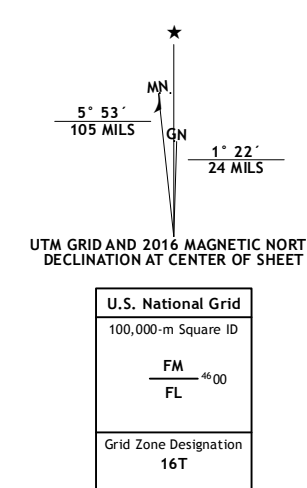 ★
MN
5° 53´
105 MILS
GN
1° 22´
24 MILS
UTM GRID AND 2016 MAGNETIC NORT
DECLINATION AT CENTER OF SHEET
U.S. National Grid
100,000-m Square ID
FM
4600
FL
Grid Zone Designation
16T